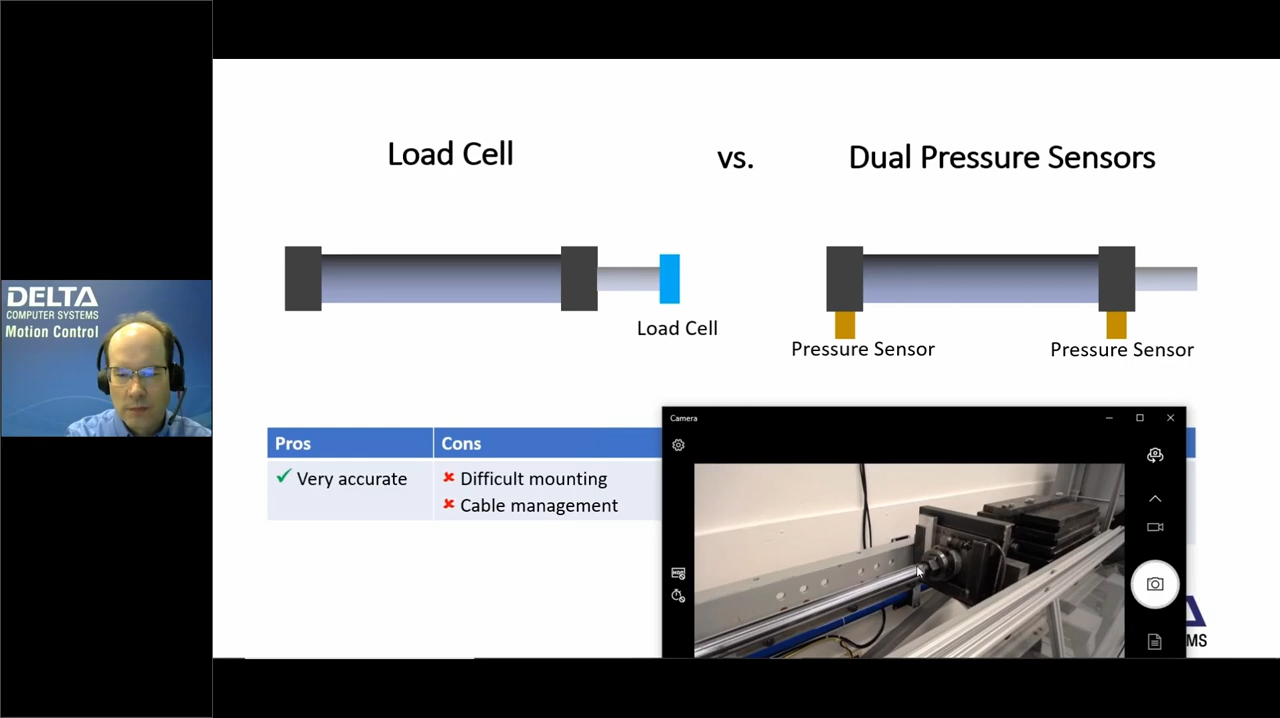 Load Cell
vs.
Dual Pressure Sensors
Load Cell
Pressure Sensor
Pressure Sensor
DELTA
COMPUTER SYSTEMS
Motion Control
Camera
Pros
Cons
Very accurate
Difficult mounting
Cable management
MS